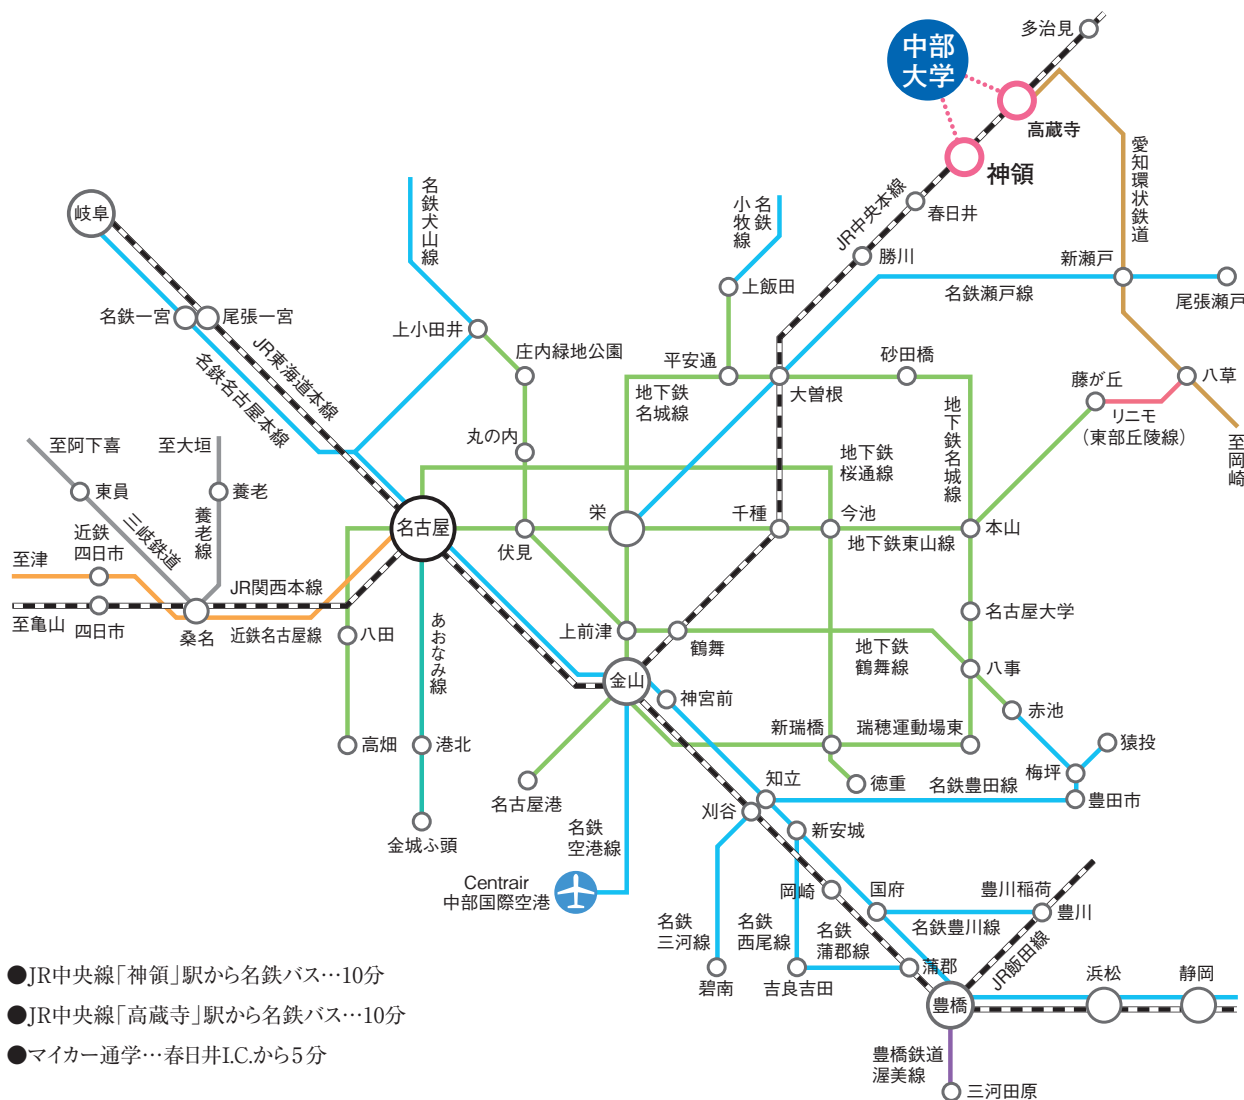 多治見
中部
大学
高蔵寺
神領
愛知環状鉄道
岐阜
名鉄犬山線
名鉄
小牧線
JR中央本線
春日井
勝川
新瀬戸
上飯田
名鉄瀬戸線
尾張瀬戸
名鉄一宮
尾張一宮
上小田井
JR東海道本線
名鉄名古屋本線
庄内緑地公園
平安通
砂田橋
大曽根
地下鉄
名城線
藤が丘
八草
リニモ
（東部丘陵線）
地下鉄名城線
至岡崎
丸の内
地下鉄
桜通線
至阿下喜
至大垣
東員
養老
三岐鉄道
養老線
近鉄
四日市
名古屋
栄
千種
今池
本山
伏見
地下鉄東山線
至津
JR関西本線
至亀山
四日市
桑名
近鉄名古屋線
八田
あおなみ線
名古屋大学
上前津
鶴舞
地下鉄
鶴舞線
八事
金山
神宮前
赤池
高畑
港北
新瑞橋
瑞穂運動場東
猿投
梅坪
名古屋港
徳重
知立
名鉄豊田線
豊田市
刈谷
新安城
金城ふ頭
名鉄
空港線
Centrair
中部国際空港
岡崎
国府
豊川稲荷
豊川
名鉄豊川線
名鉄
三河線
名鉄
西尾線
名鉄
蒲郡線
JR飯田線
碧南
吉良吉田
蒲郡
浜松
静岡
豊橋
豊橋鉄道
渥美線
三河田原
●JR中央線「神領」駅から名鉄バス…10分
●JR中央線「高蔵寺」駅から名鉄バス…10分
●マイカー通学…春日井I.C.から5分